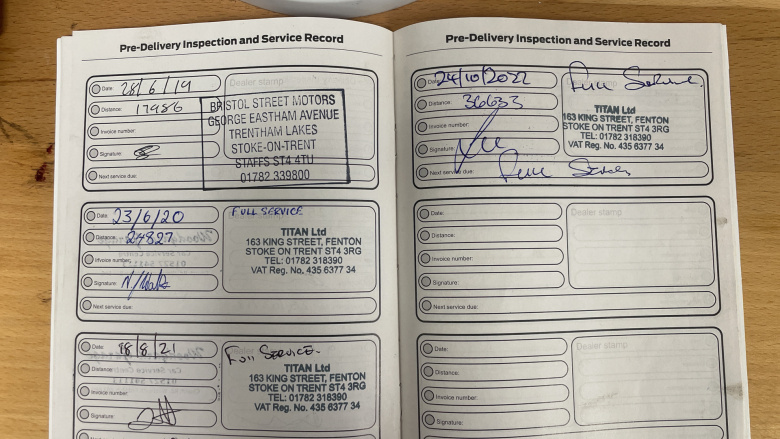 Pre-Delivery Inspection and Service Record
Date: 28/6/19
Dealer stamp
Distance: 17986
Invoice number:
Signature:
Next service due:
BRISTOL STREET MOTORS
GEORGE EASTHAM AVENUE
TRENTHAM LAKES
STOKE-ON-TRENT
STAFFS ST4 4TU
01782 339800
Date: 23/6/20
Distance: 24827
Invoice number:
Signature:
Next service due:
FULL SERVICE
TITAN Ltd
163 KING STREET, FENTON
STOKE ON TRENT ST4 3RG
TEL: 01782 318390
VAT Reg. No. 435 6377 34
Date: 18/8/21
Distance:
Invoice number:
Signature:
Full SERVICE.
TITAN Ltd
163 KING STREET, FENTON
STOKE ON TRENT ST4 3RG
TEL: 01782 318390
VAT Reg. No. 435 6377 34
Pre-Delivery Inspection and Service Record
Date: 24/10/2022
Distance: 36633
Invoice number:
Signature:
Next service due: Full Service
Full Service.
TITAN Ltd
163 KING STREET, FENTON
STOKE ON TRENT ST4 3RG
TEL: 01782 318390
VAT Reg. No. 435 6377 34
Date:
Distance:
Invoice number:
Signature:
Next service due:
Dealer stamp
Date:
Distance:
Invoice number:
Signature:
Dealer stamp